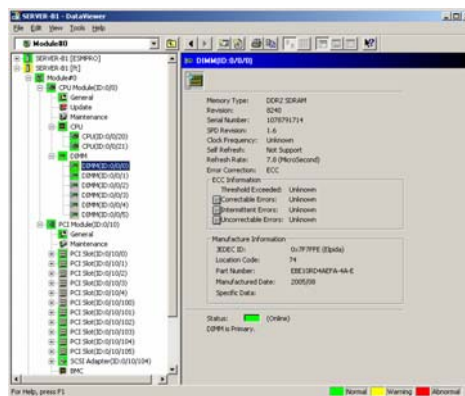 SERVER-B1 - DataViewer
File Edit View Tools Help
Module#0
SERVER-B1 [ESMPRO]
SERVER-B1 [ft]
Module#0
CPU Module(ID:0/0)
General
Update
Maintenance
CPU
CPU(ID:0/0/20)
CPU(ID:0/0/21)
DIMM
DIMM(ID:0/0/0)
DIMM(ID:0/0/1)
DIMM(ID:0/0/2)
DIMM(ID:0/0/3)
DIMM(ID:0/0/4)
DIMM(ID:0/0/5)
PCI Module(ID:0/10)
General
Maintenance
PCI Slot(ID:0/10/0)
PCI Slot(ID:0/10/1)
PCI Slot(ID:0/10/2)
PCI Slot(ID:0/10/3)
PCI Slot(ID:0/10/4)
PCI Slot(ID:0/10/100)
PCI Slot(ID:0/10/101)
PCI Slot(ID:0/10/102)
PCI Slot(ID:0/10/103)
PCI Slot(ID:0/10/104)
PCI Slot(ID:0/10/105)
SCSI Adapter(ID:0/10/104)
BMC
DIMM(ID:0/0/0)
Memory Type: DDR2 SDRAM
Revision: 8240
Serial Number: 1078791714
SPD Revision: 1.6
Clock Frequency: Unknown
Self Refresh: Not Support
Refresh Rate: 7.8 (MicroSecond)
Error Correction: ECC
ECC Information
Threshold Exceeded: Unknown
Correctable Errors: Unknown
Intermittent Errors: Unknown
Uncorrectable Errors: Unknown
Manufacture Information
JEDEC ID: 0x7F7FFE (Elpida)
Location Code: 74
Part Number: EBE10RD4AEFA-4A-E
Manufactured Date: 2005/08
Specific Data:
Status: (Online)
DIMM is Primary.
For Help, press F1
Normal Warning Abnormal